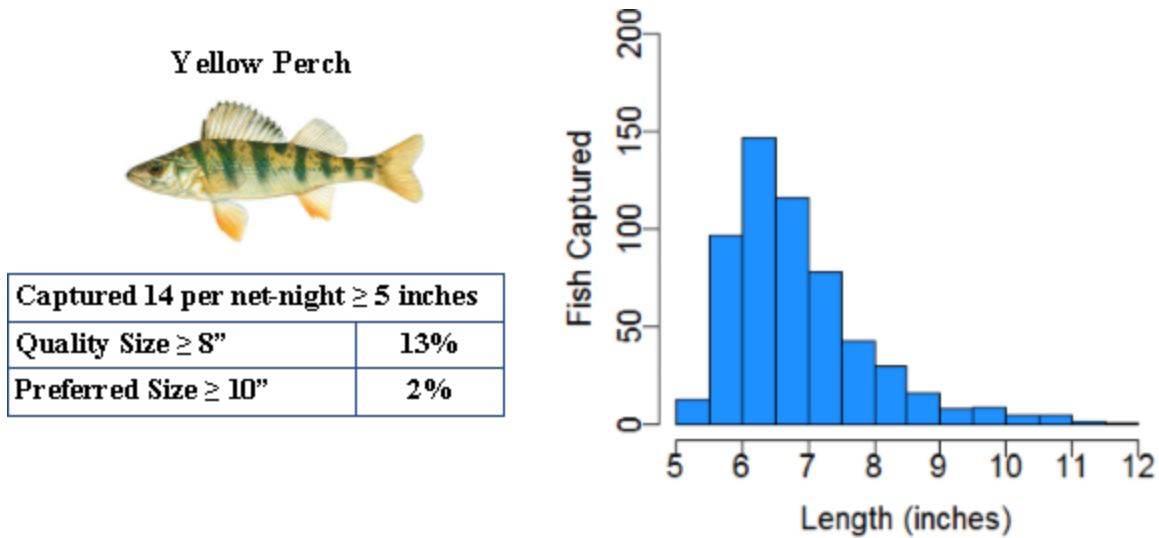 Yellow Perch
Captured 14 per net-night ≥ 5 inches
Quality Size ≥ 8” 13%
Preferred Size ≥ 10” 2%
Fish Captured
200
150
100
50
0
5 6 7 8 9 10 11 12
Length (inches)